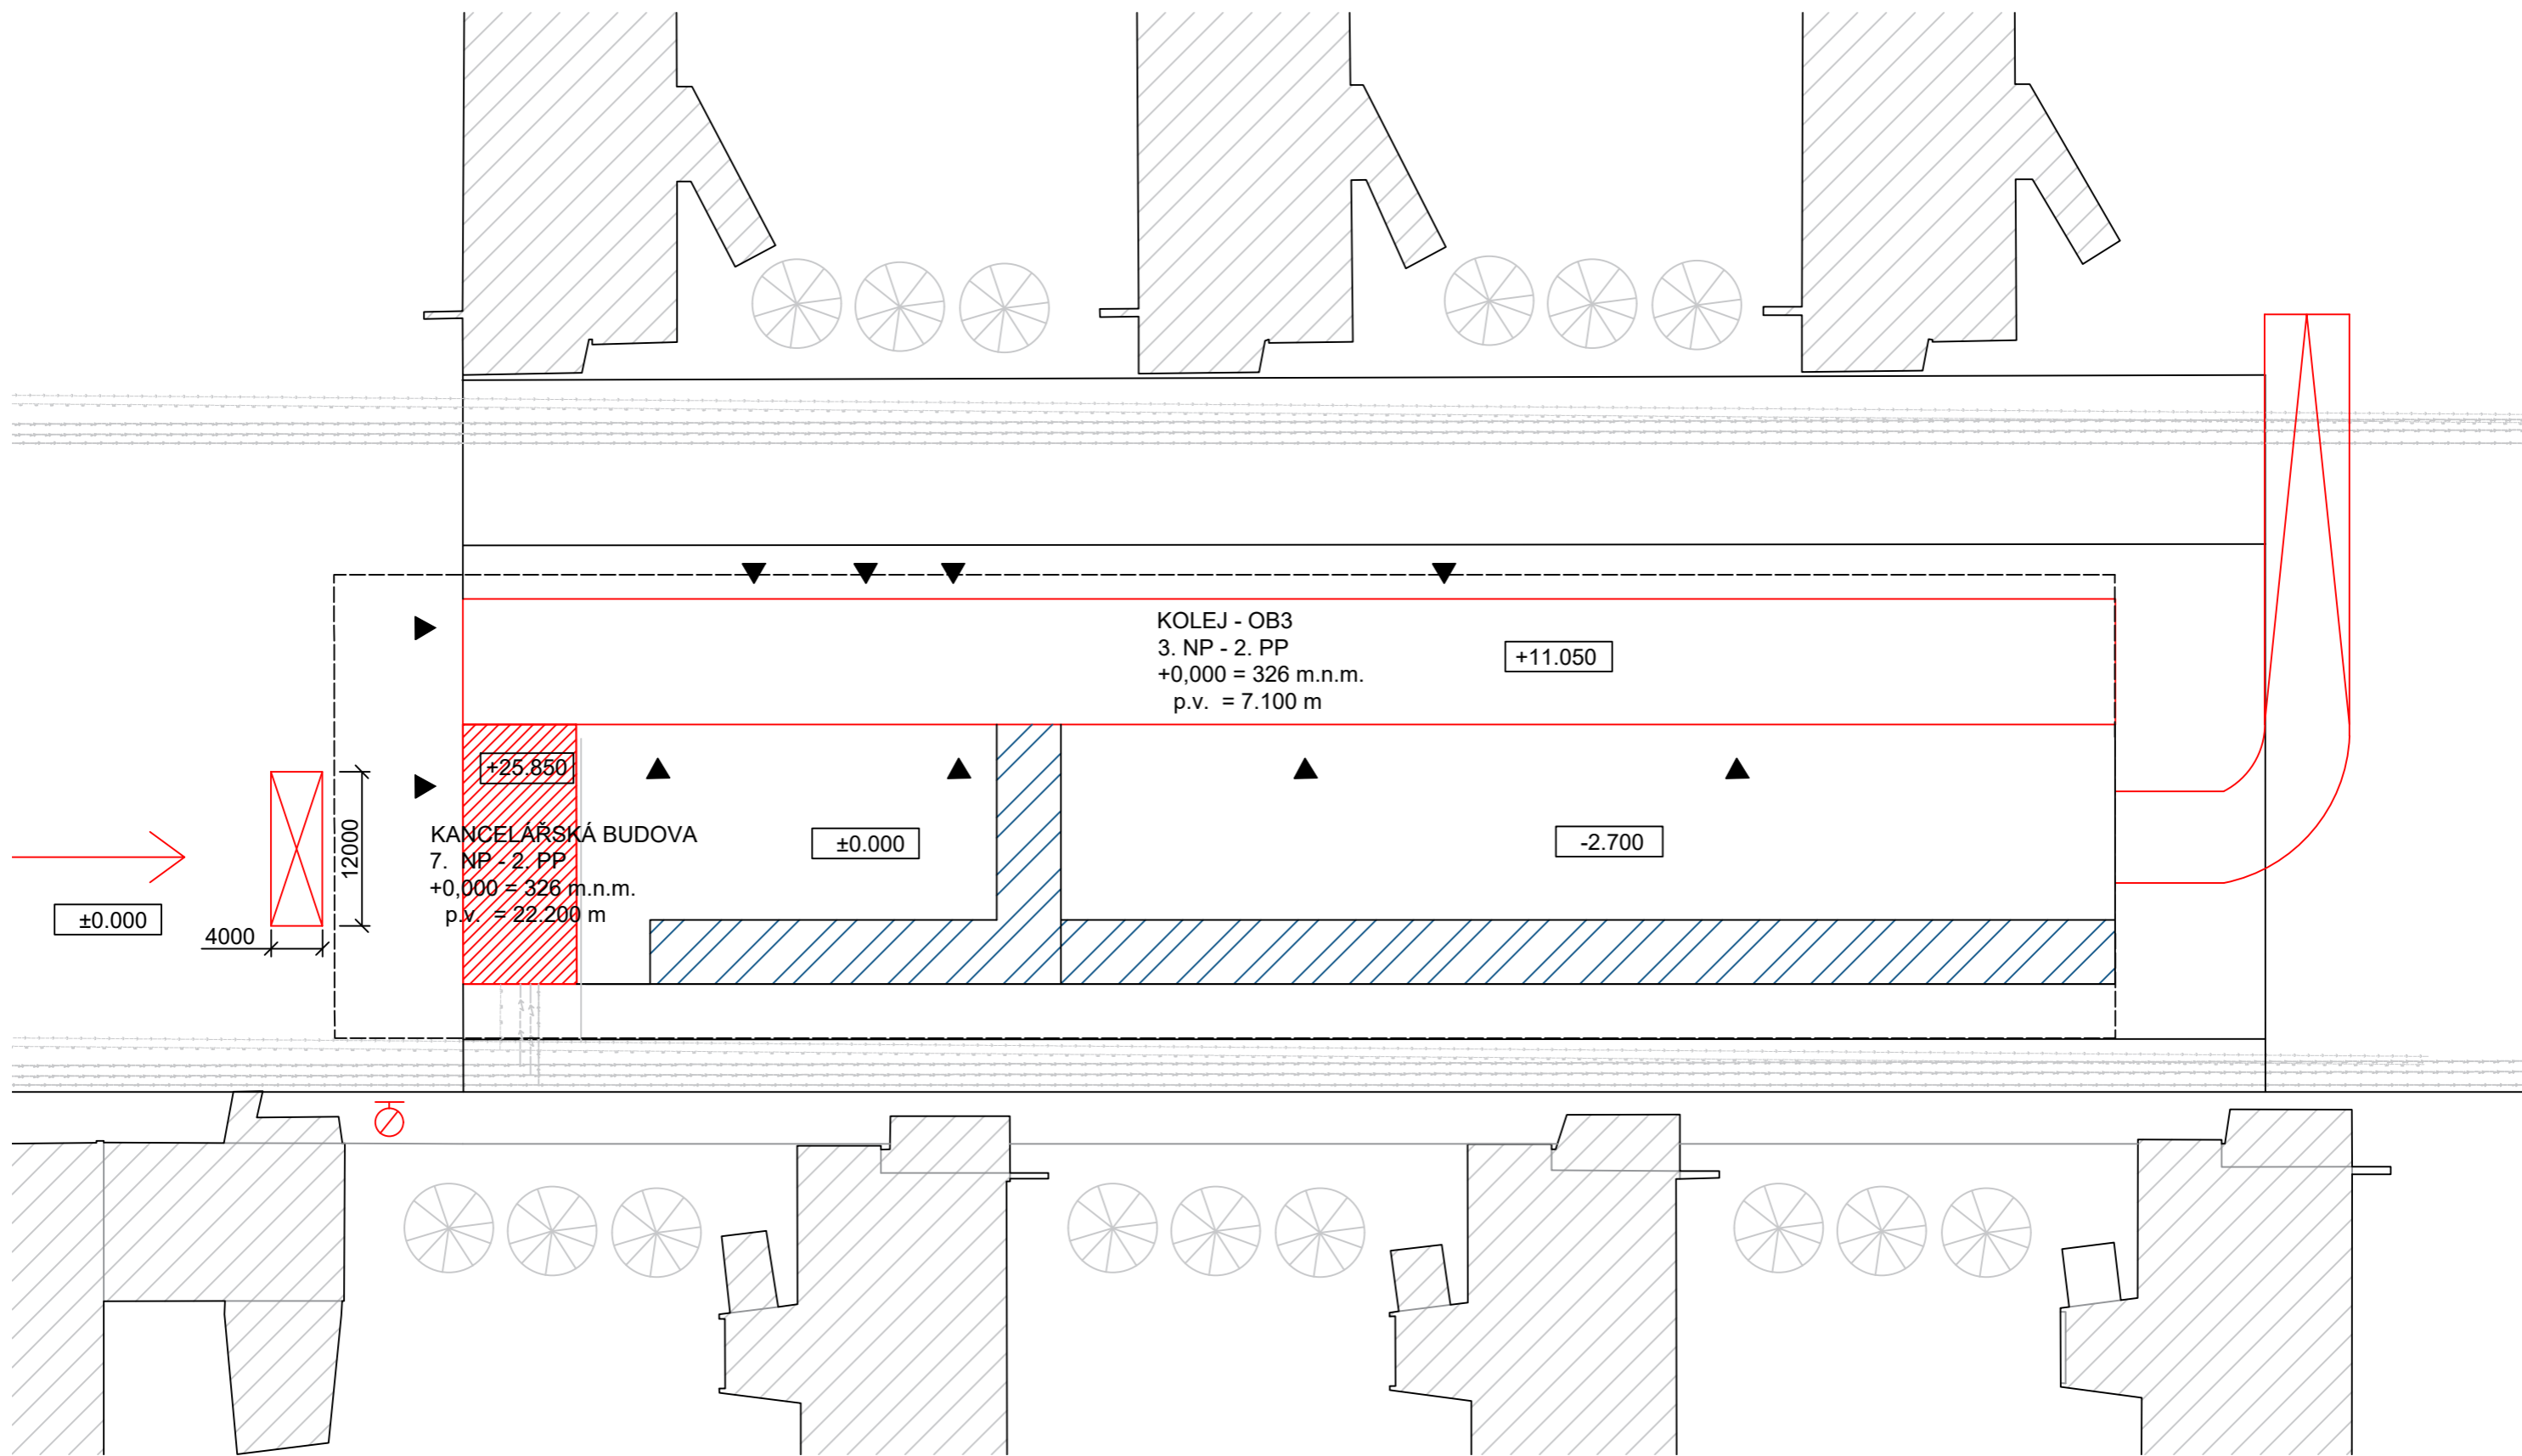 KOLEJ - OB3
3. NP - 2. PP
+0,000 = 326 m.n.m.
p.v. = 7.100 m
+11.050
+25.850
KANCELÁŘSKÁ BUDOVA
7. NP - 2. PP
+0,000 = 326 m.n.m.
p.v. = 22.200 m
±0.000
-2.700
12000
±0.000
4000